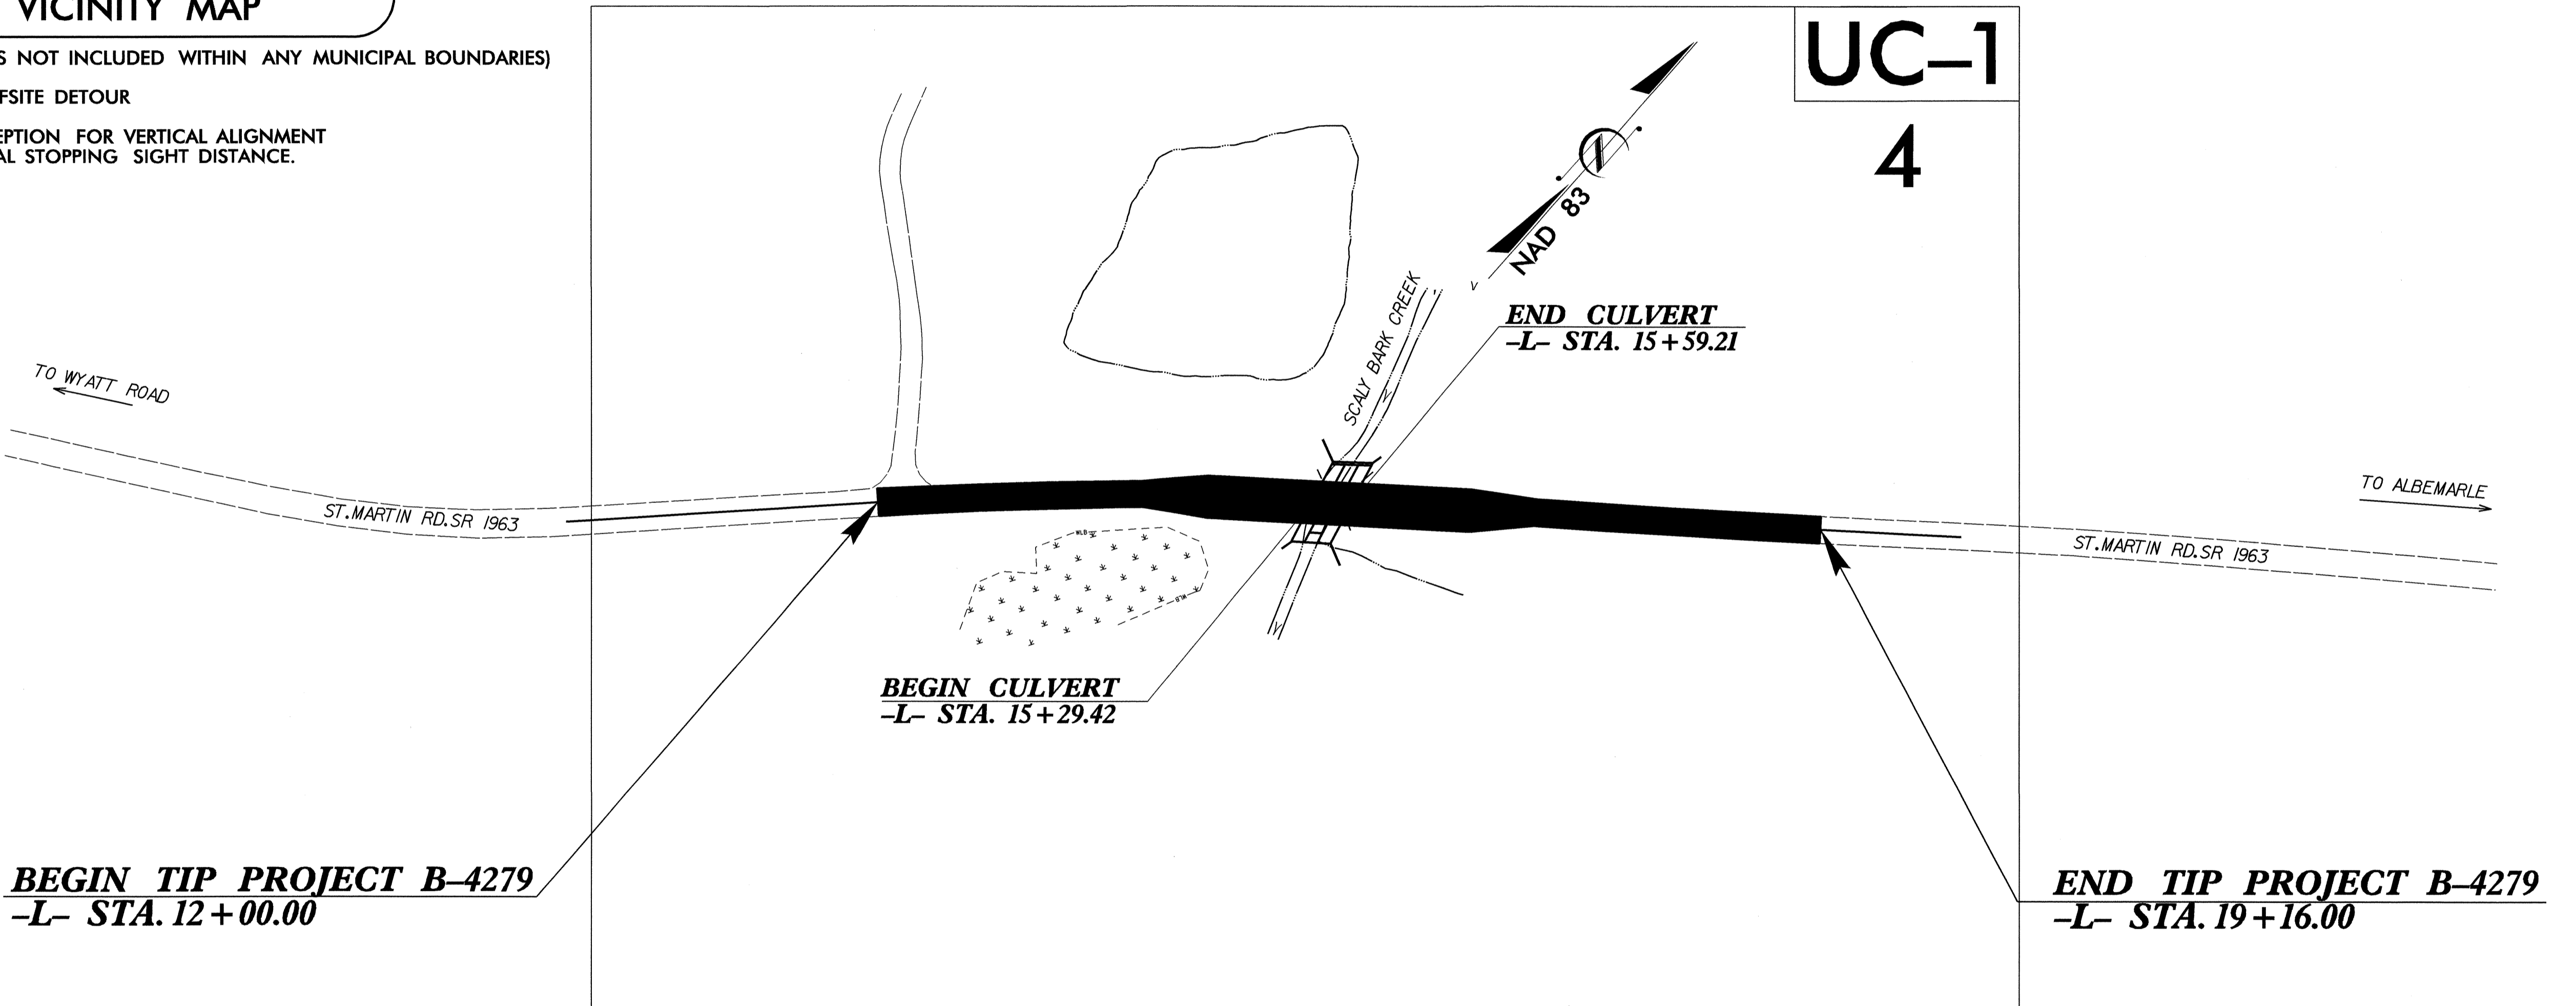 VICINITY MAP
S NOT INCLUDED WITHIN ANY MUNICIPAL BOUNDARIES)
FSITE DETOUR
EPTION FOR VERTICAL ALIGNMENT
AL STOPPING SIGHT DISTANCE.
UC-1
4
NAD 83
SCALY BARK CREEK
END CULVERT
-L- STA. 15+59.21
TO WYATT ROAD
ST.MARTIN RD.SR 1963
TO ALBEMARLE
ST.MARTIN RD.SR 1963
WLB
WLB
BEGIN CULVERT
-L- STA. 15+29.42
BEGIN TIP PROJECT B-4279
-L- STA. 12+00.00
END TIP PROJECT B-4279
-L- STA. 19+16.00